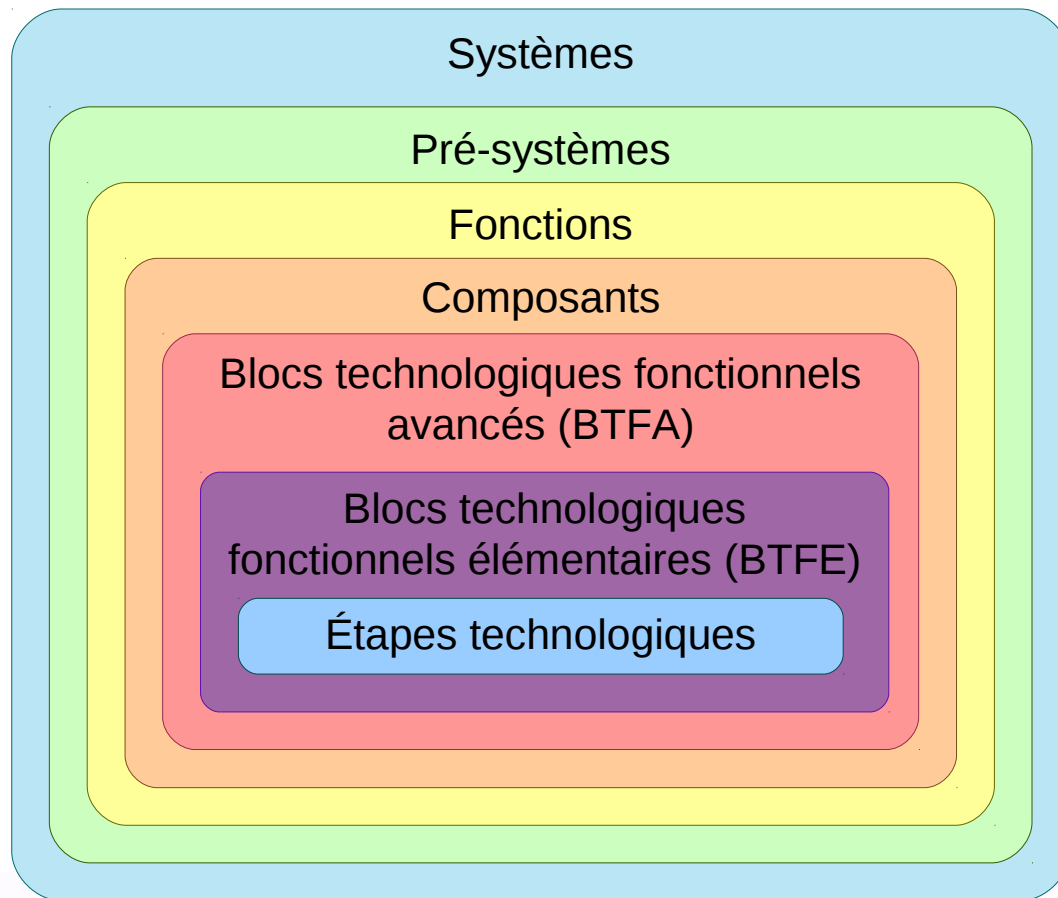 Systèmes
Pré-systèmes
Fonctions
Composants
Blocs technologiques fonctionnels
avancés (BTFA)
Blocs technologiques
fonctionnels élémentaires (BTFE)
Étapes technologiques